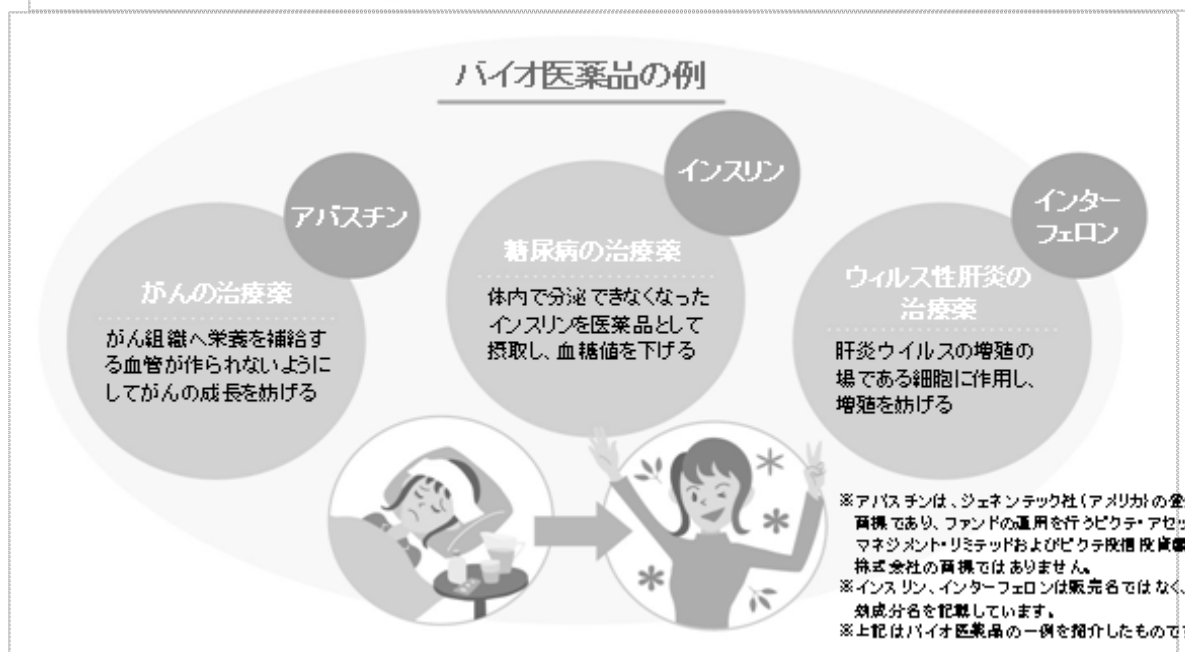 バイオ医薬品の例
アバスチン
がんの治療薬
がん組織へ栄養を補給す
る血管が作られないように
してがんの成長を妨げる
インスリン
糖尿病の治療薬
体内で分泌できなくなった
インスリンを医薬品として
摂取し、血糖値を下げる
インター
フェロン
ウィルス性肝炎の
治療薬
肝炎ウイルスの増殖の
場である細胞に作用し、
増殖を妨げる
※アバスチンは、ジェネンテック社(アメリカ)の登
商標であり、ファンドの運用を行うピクテ・アセッ
マネジメント・リミテッドおよびピクテ投信投資顧
株式会社の商標ではありません。
※インスリン、インターフェロンは販売名ではなく、
効成分名を記載しています。
※上記はバイオ医薬品の一例を紹介したものです